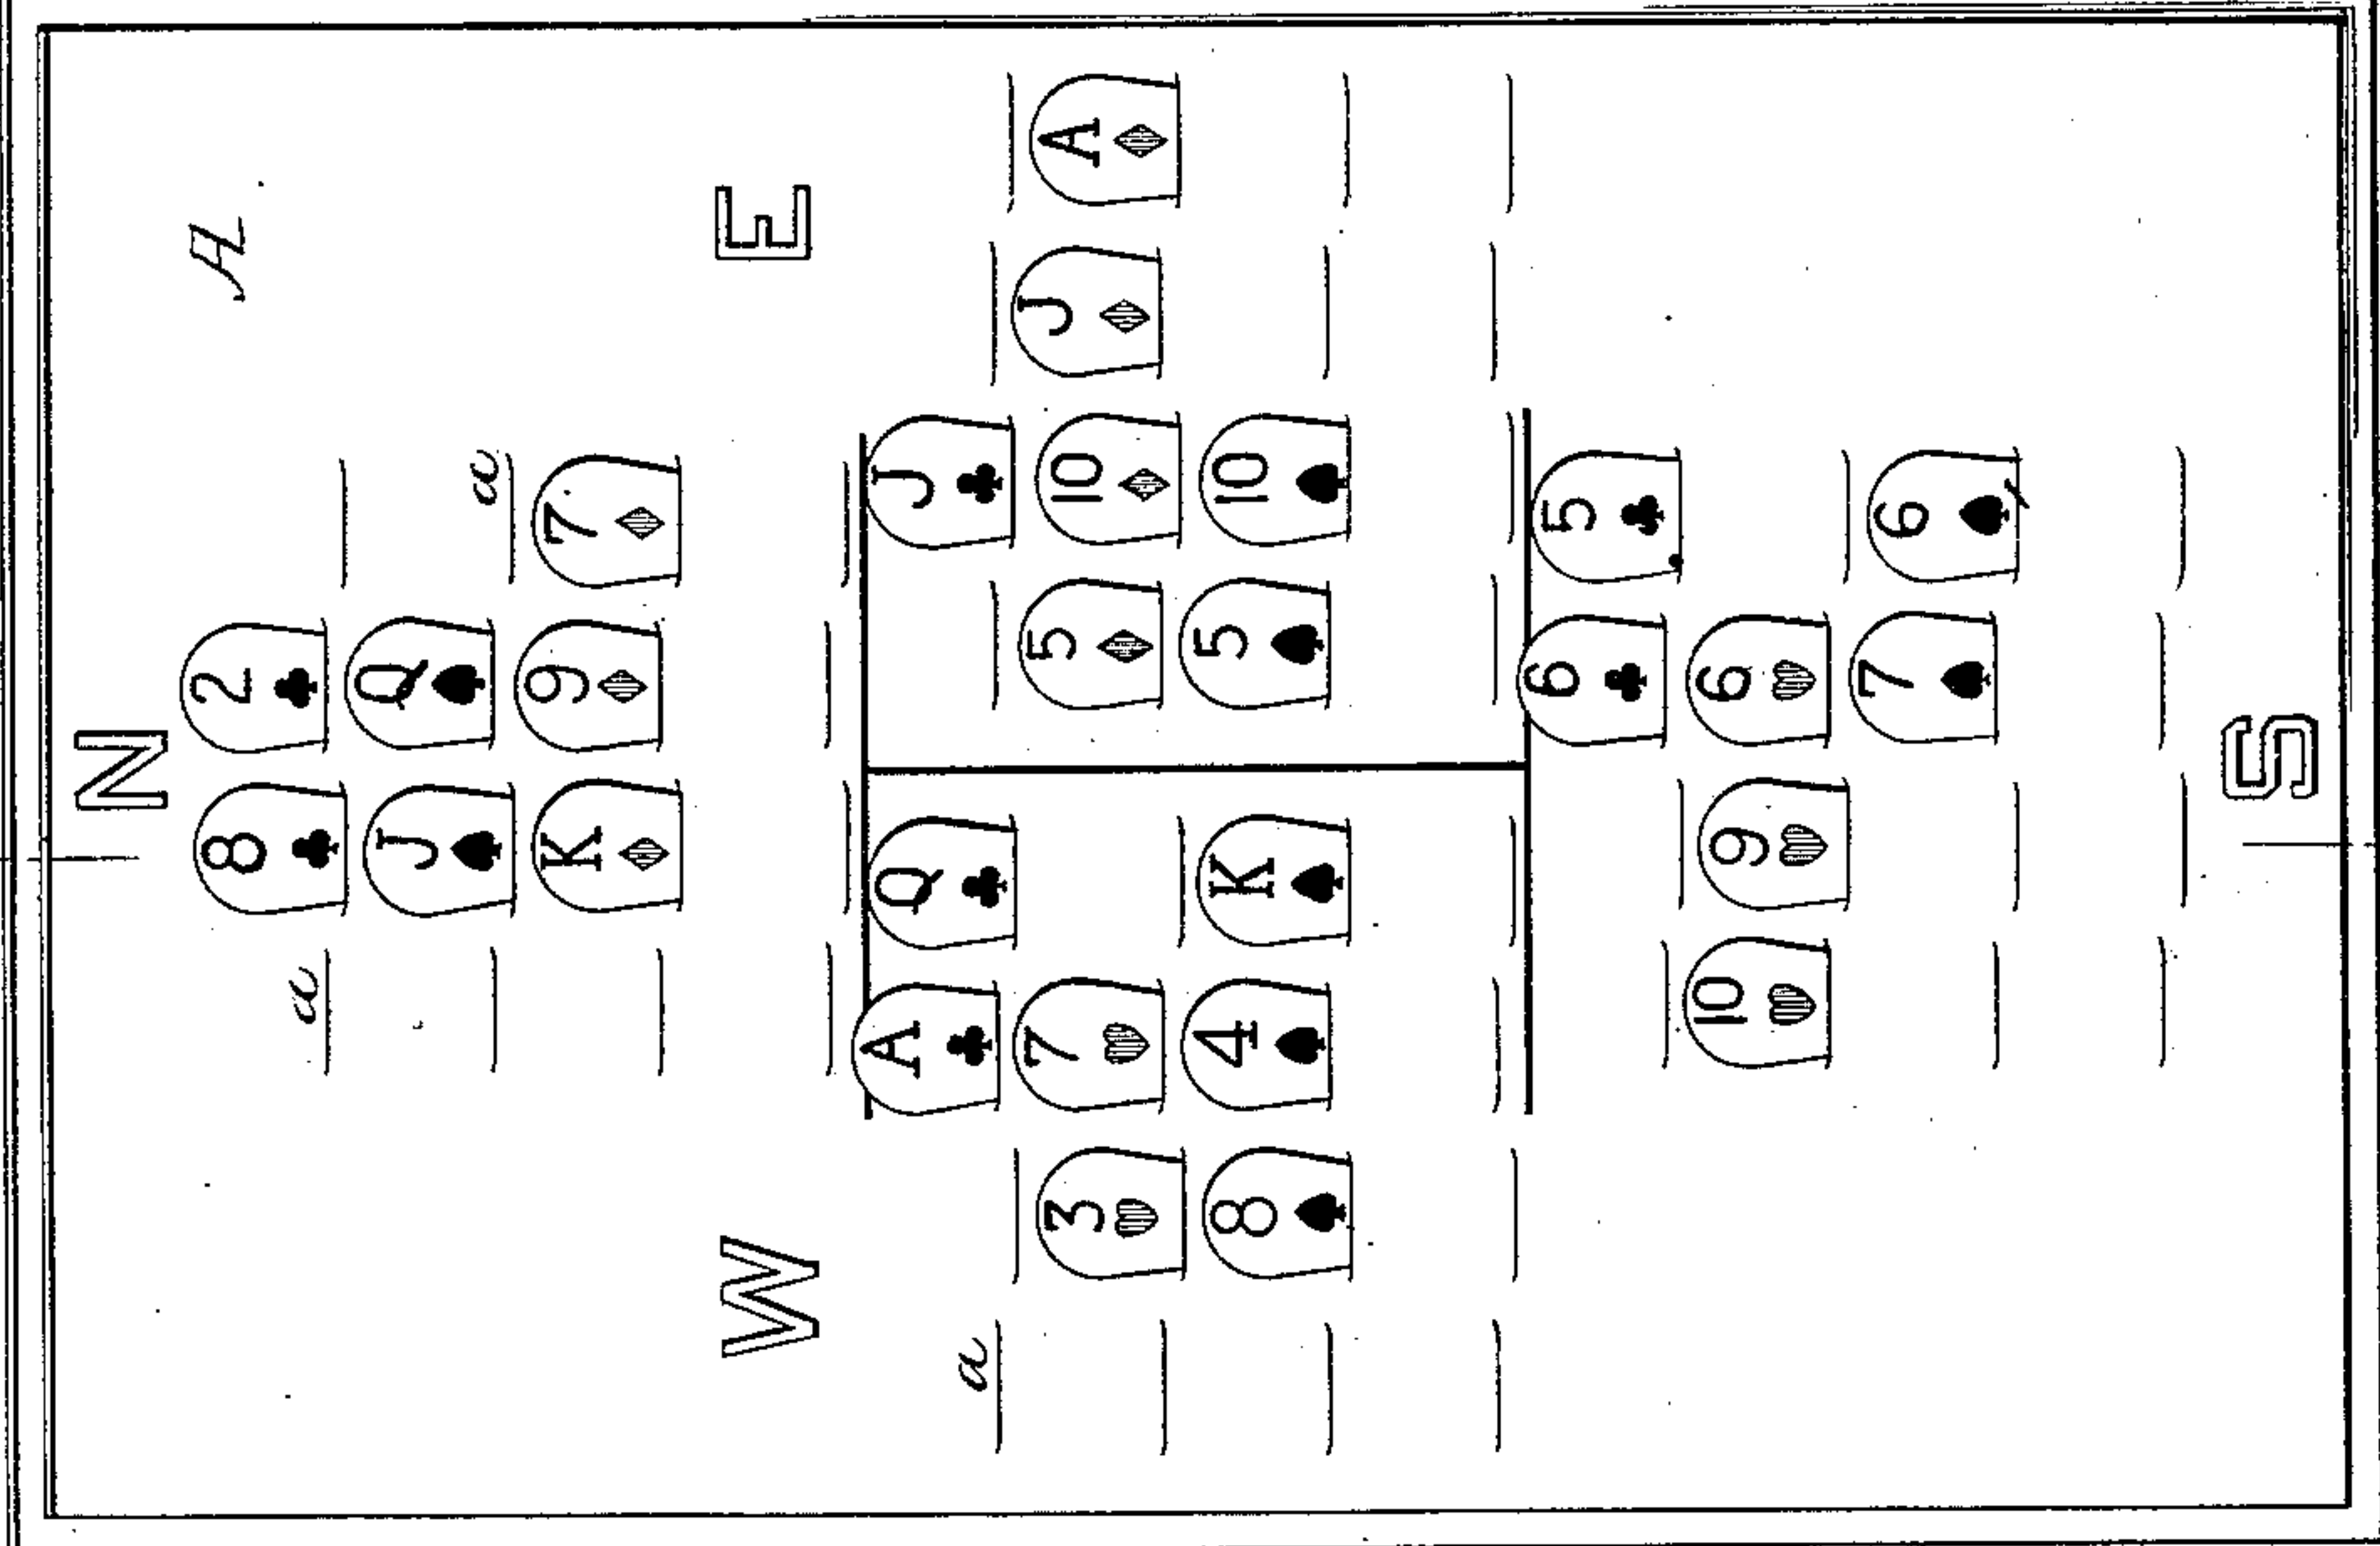 N
8♣ 2♣
a
J♠ Q♠
a
K♦ 9♦ 7♦
W E
A♣ Q♣ J♣
a
3♥ 7♥ 5♦ 10♦ J♦ A♦
8♠ 4♠ K♠ 5♠ 10♠
6♣ 5♣
10♥ 9♥ 6♥
7♠ 6♠
S